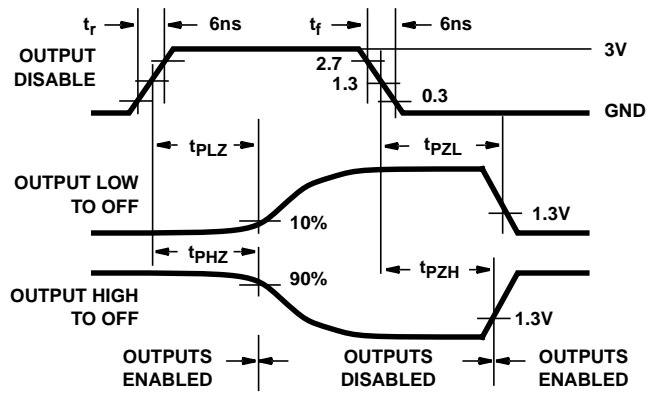 tr 6ns tf 6ns
OUTPUT
DISABLE
3V
2.7
1.3
0.3
GND
tPLZ tPZL
OUTPUT LOW
TO OFF
10%
1.3V
tPHZ tPZH
OUTPUT HIGH
TO OFF
90%
1.3V
OUTPUTS
ENABLED
OUTPUTS
DISABLED
OUTPUTS
ENABLED